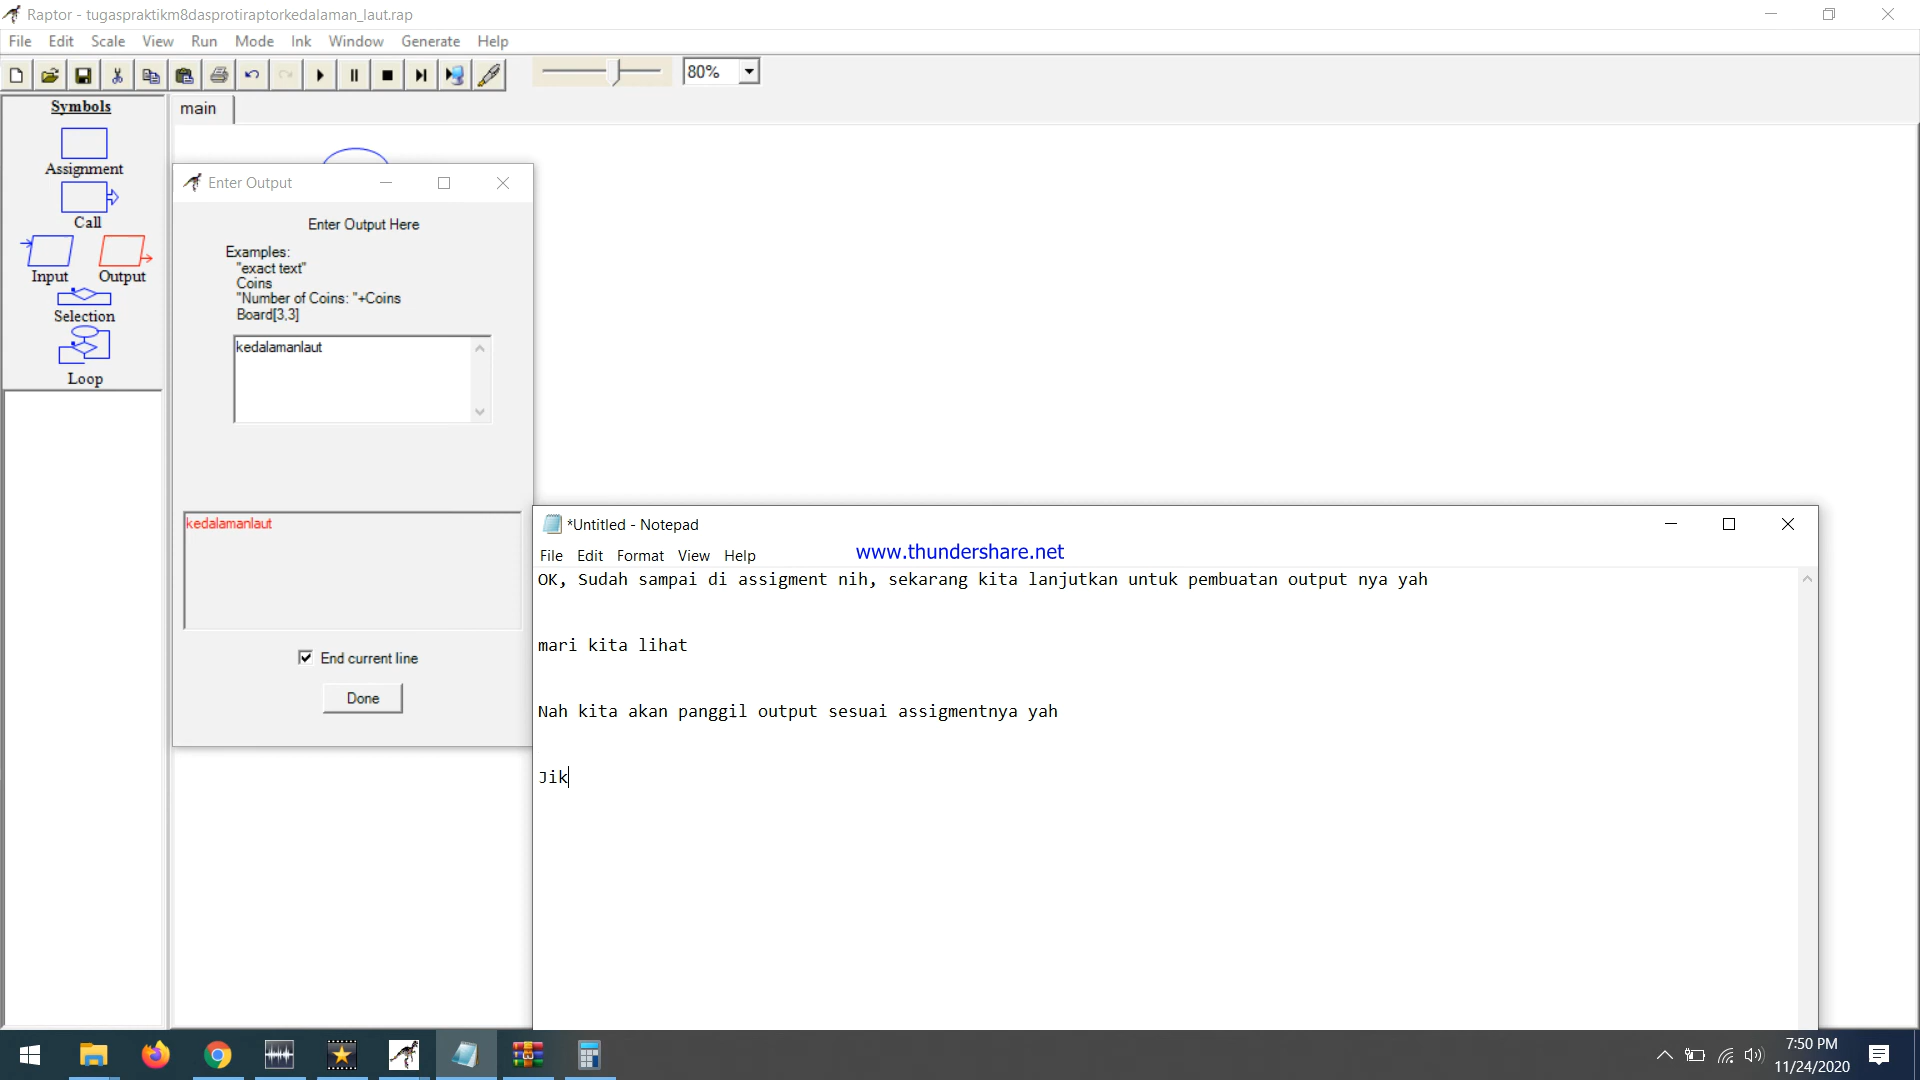 Raptor - tugaspraktikm8dasprotiraptorkedalaman_laut.rap
File Edit Scale View Run Mode Ink Window Generate Help
80%
Symbols
main
Assignment
Call
Input Output
Selection
Loop
Enter Output
Enter Output Here
Examples:
"exact text"
Coins
"Number of Coins: "+Coins
Board[3,3]
kedalamanlaut
kedalamanlaut
End current line
Done
*Untitled - Notepad
File Edit Format View Help
www.thundershare.net
OK, Sudah sampai di assigment nih, sekarang kita lanjutkan untuk pembuatan output nya yah
mari kita lihat
Nah kita akan panggil output sesuai assigmentnya yah
Jik
7:50 PM
11/24/2020